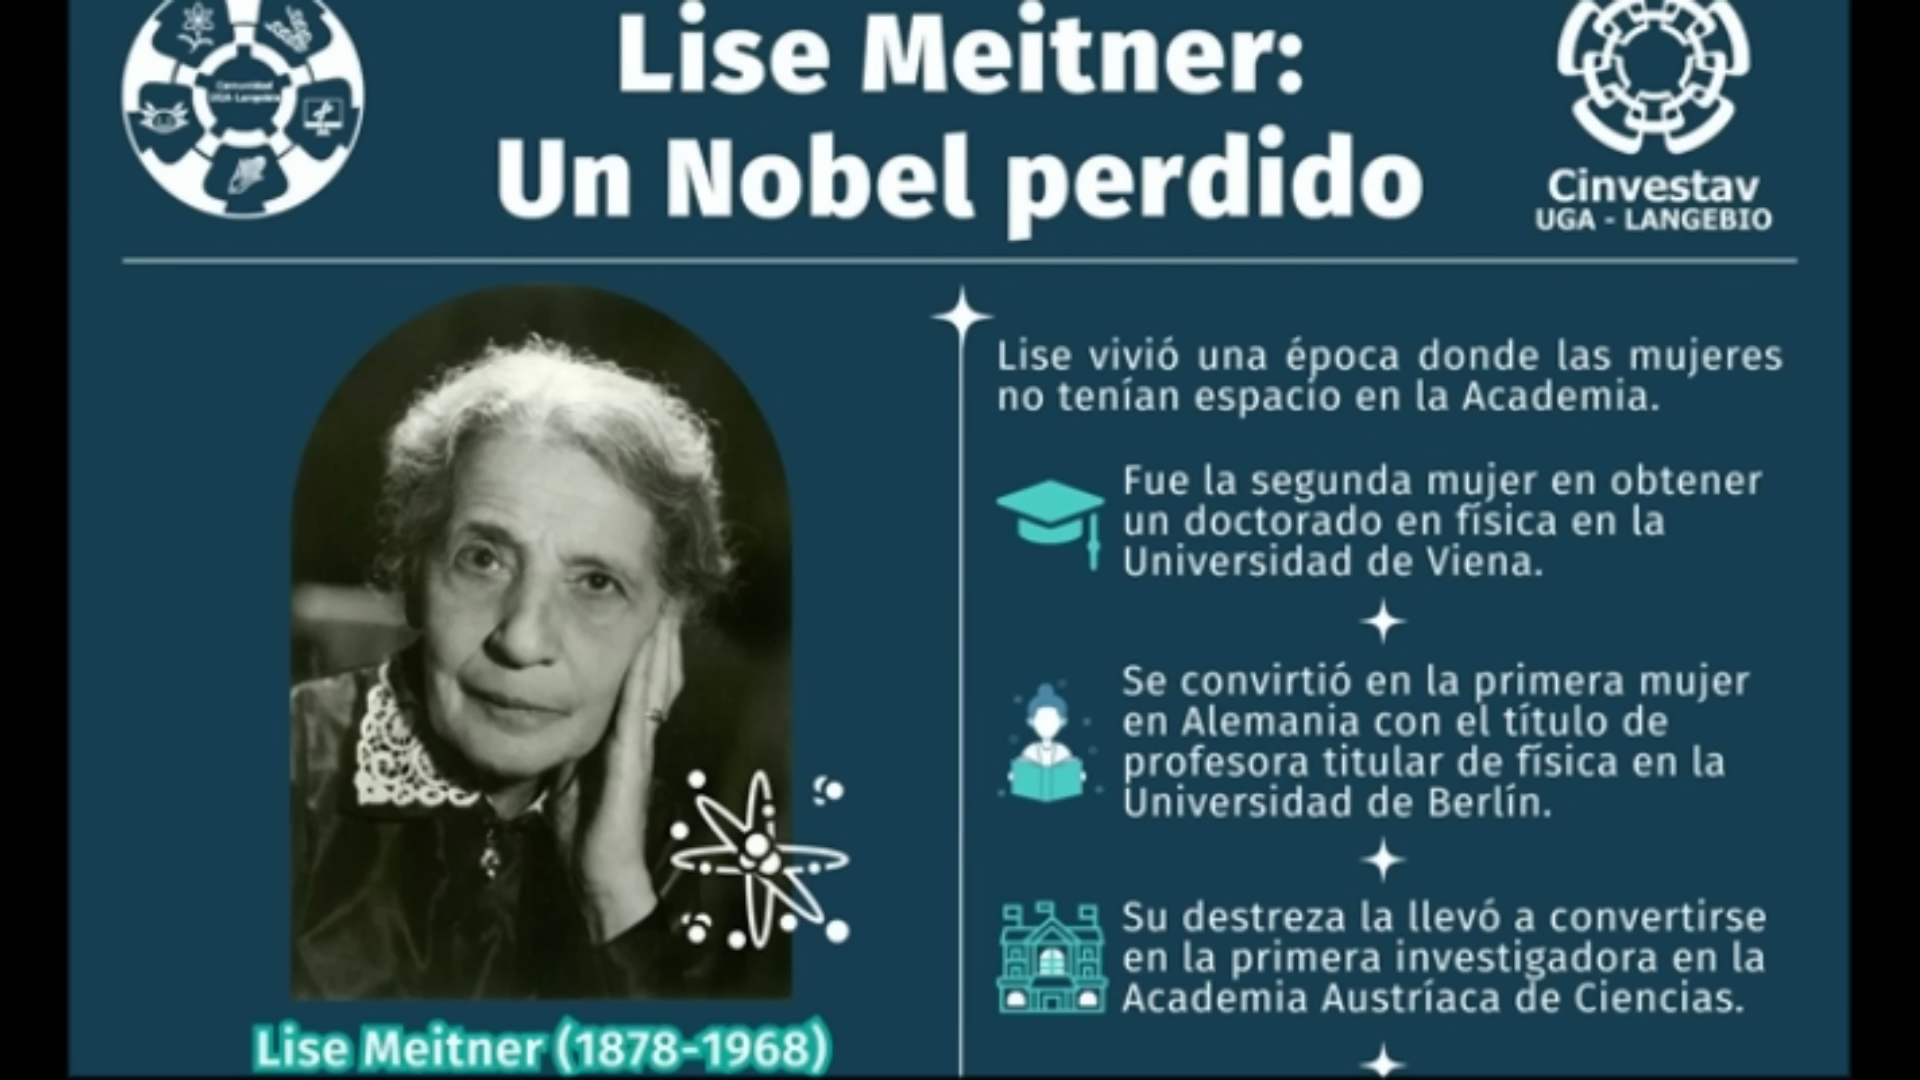 Lise Meitner:
Un Nobel perdido
Comunidad
UGA Langebio
Cinvestav
UGA - LANGEBIO
Lise vivió una época donde las mujeres
no tenían espacio en la Academia.
Fue la segunda mujer en obtener
un doctorado en física en la
Universidad de Viena.
Se convirtió en la primera mujer
en Alemania con el título de
profesora titular de física en la
Universidad de Berlín.
Su destreza la llevó a convertirse
en la primera investigadora en la
Academia Austríaca de Ciencias.
Lise Meitner (1878-1968)